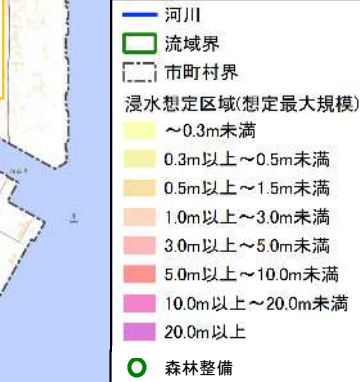 河川
流域界
市町村界
浸水想定区域(想定最大規模)
～0.3m未満
0.3m以上～0.5m未満
0.5m以上～1.5m未満
1.0m以上～3.0m未満
3.0m以上～5.0m未満
5.0m以上～10.0m未満
10.0m以上～20.0m未満
20.0m以上
森林整備